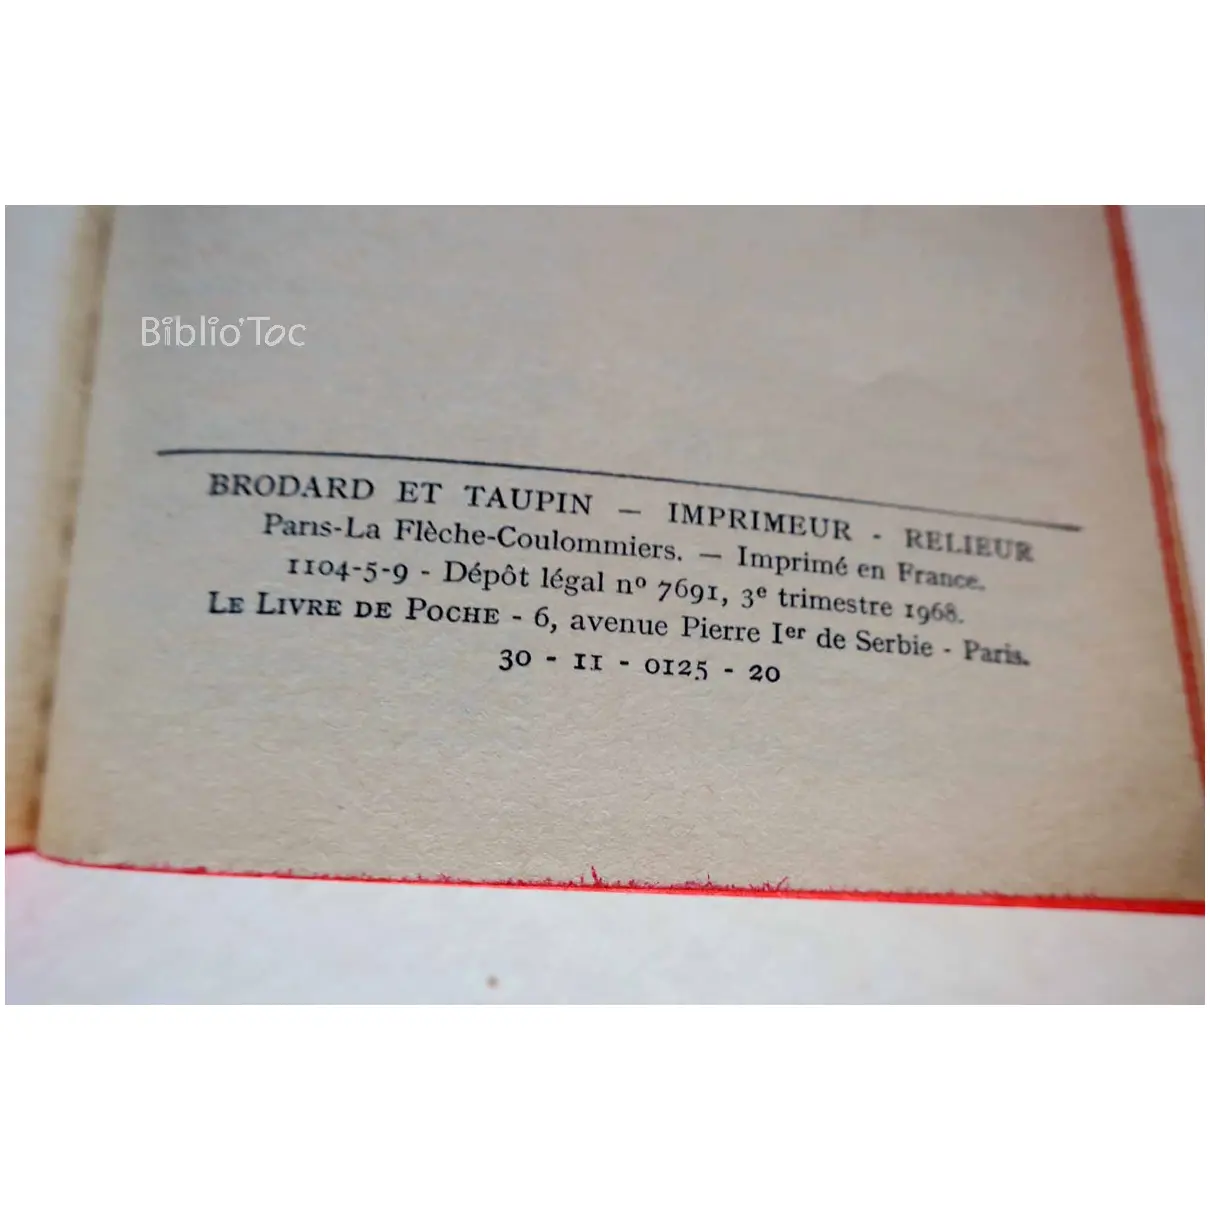 Biblio'Toc
BRODARD ET TAUPIN — IMPRIMEUR - RELIEUR
Paris-La Flèche-Coulommiers. — Imprimé en France.
1104-5-9 - Dépôt légal nº 7691, 3e trimestre 1968.
LE LIVRE DE POCHE - 6, avenue Pierre Ier de Serbie - Paris.
30 - 11 - 0125 - 20